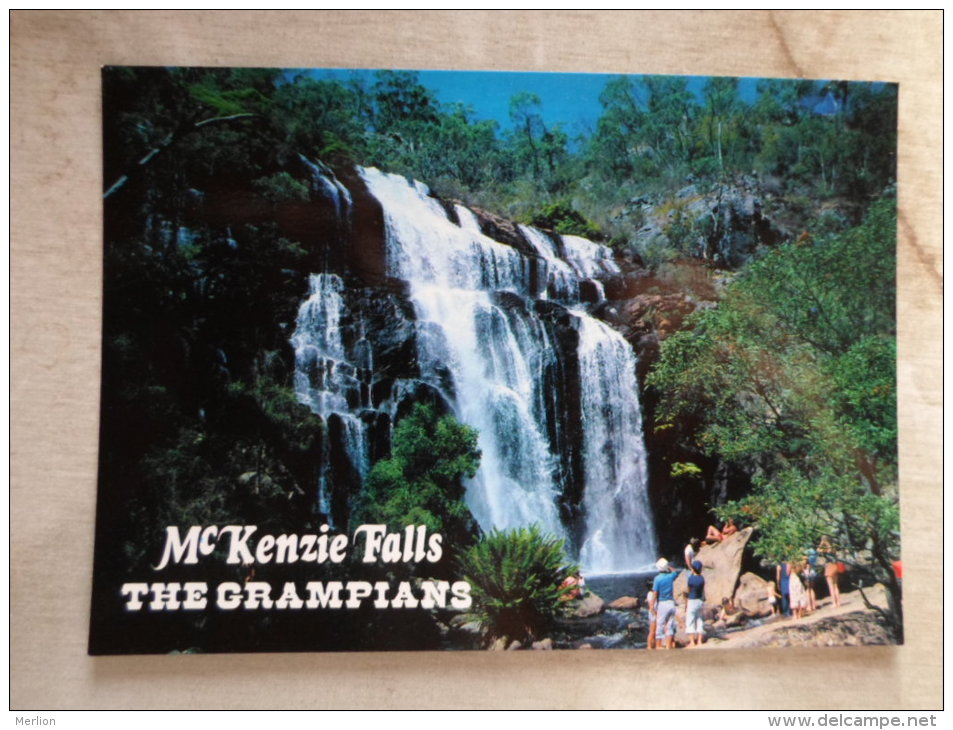 McKenzie Falls
THE GRAMPIANS
Merlion
www.delcampe.net